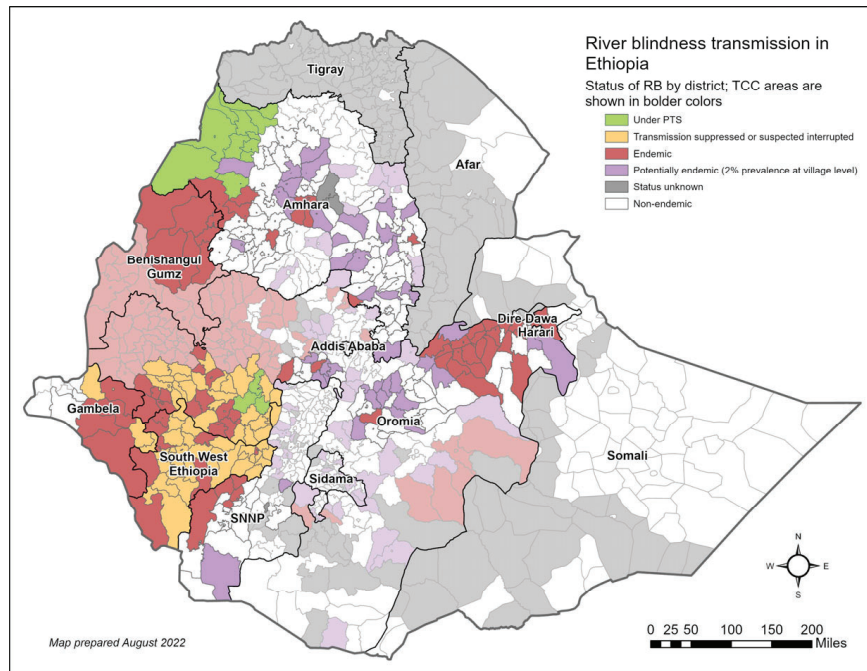 River blindness transmission in
Ethiopia
Status of RB by district; TCC areas are
shown in bolder colors
Under PTS
Transmission suppressed or suspected interrupted
Endemic
Potentially endemic (2% prevalence at village level)
Status unknown
Non-endemic
Tigray
Afar
Amhara
Benishangul
Gumz
Dire Dawa
Harari
Addis Ababa
Gambela
Oromia
South West
Ethiopia
Somali
Sidama
SNNP
N
W E
S
0 25 50 100 150 200
Miles
Map prepared August 2022